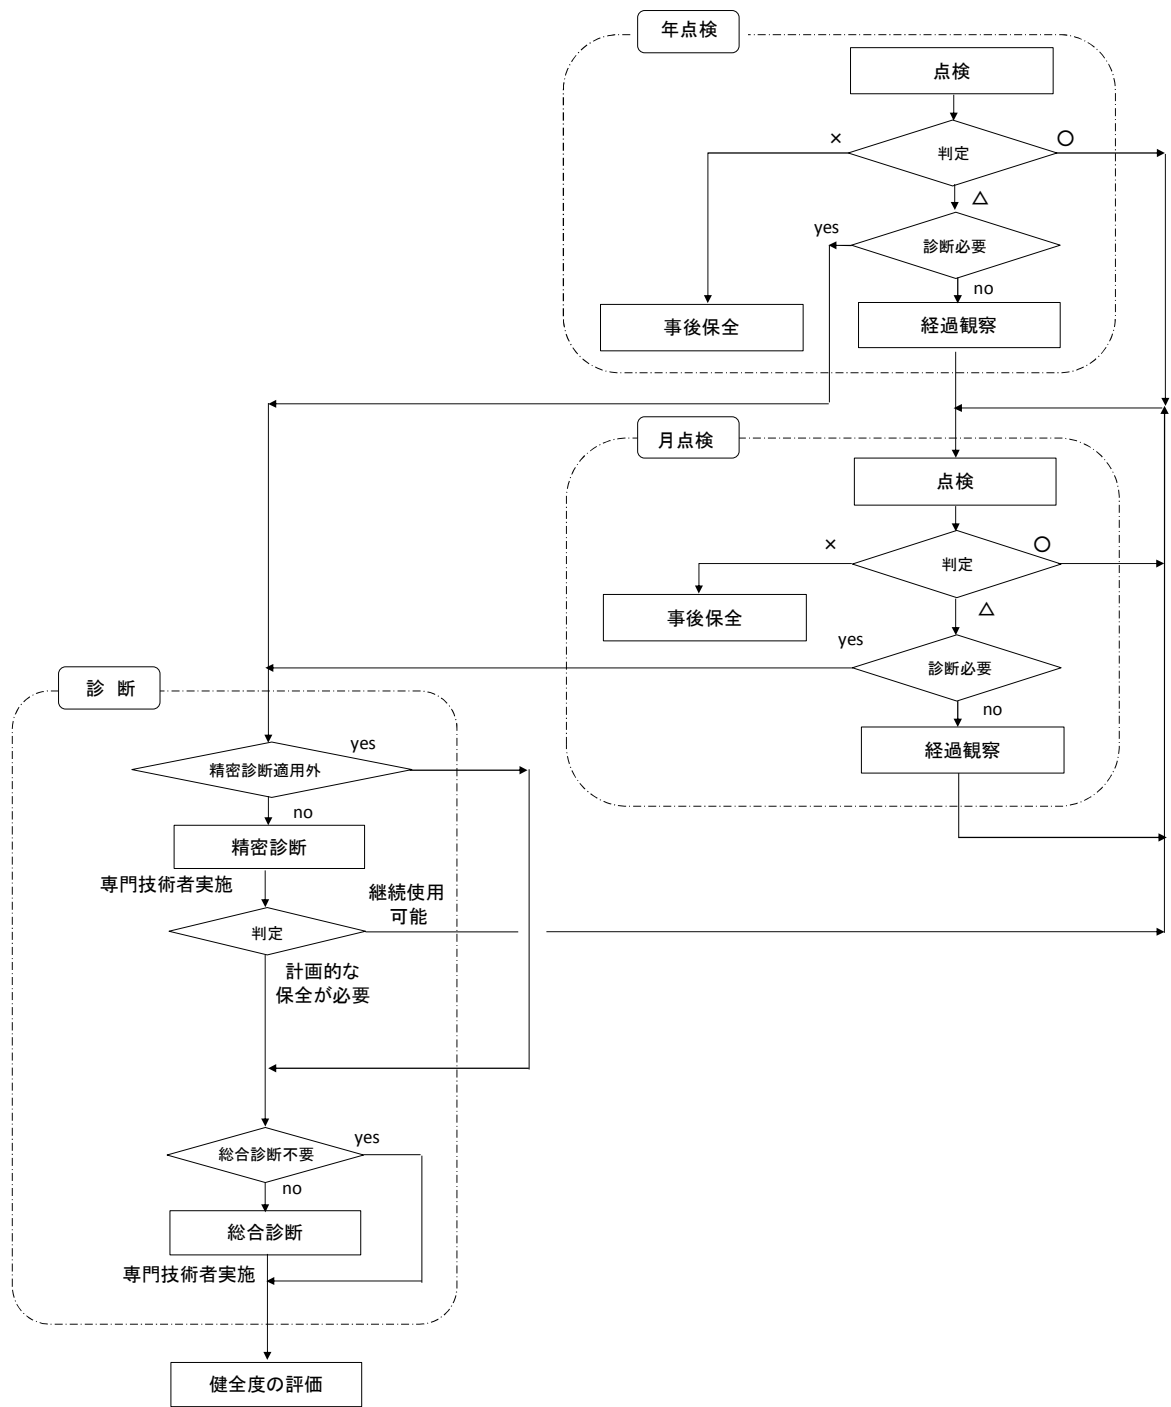 年点検
点検
×
○
判定
△
yes
診断必要
no
事後保全
経過観察
月点検
点検
×
○
判定
事後保全
△
yes
診断必要
no
経過観察
診 断
yes
精密診断適用外
no
精密診断
専門技術者実施
継続使用
可能
判定
計画的な
保全が必要
yes
総合診断不要
no
総合診断
専門技術者実施
健全度の評価